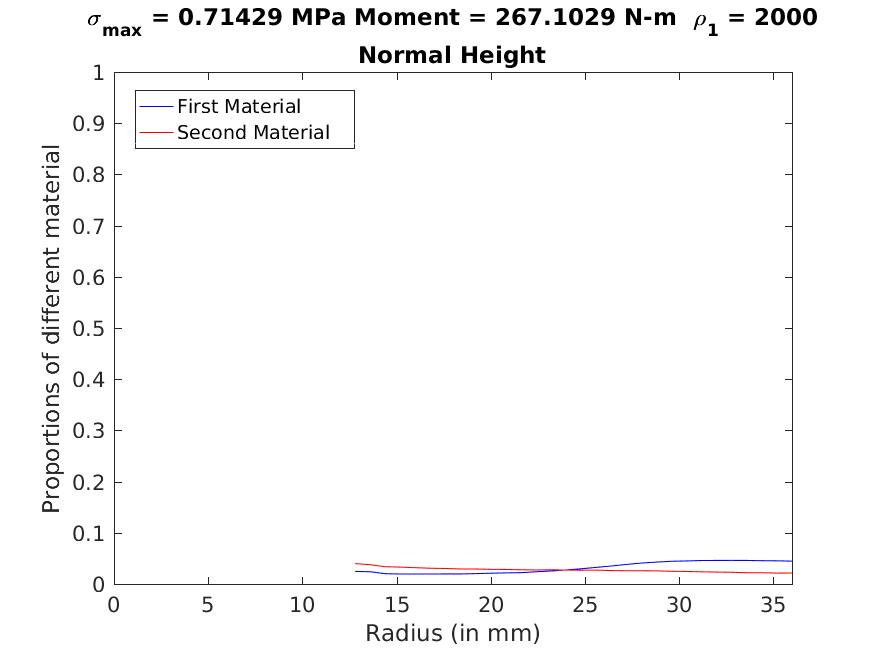 σmax = 0.71429 MPa Moment = 267.1029 N-m ρ1 = 2000
Normal Height
First Material
Second Material
Proportions of different material
1
0.9
0.8
0.7
0.6
0.5
0.4
0.3
0.2
0.1
0
0 5 10 15 20 25 30 35
Radius (in mm)